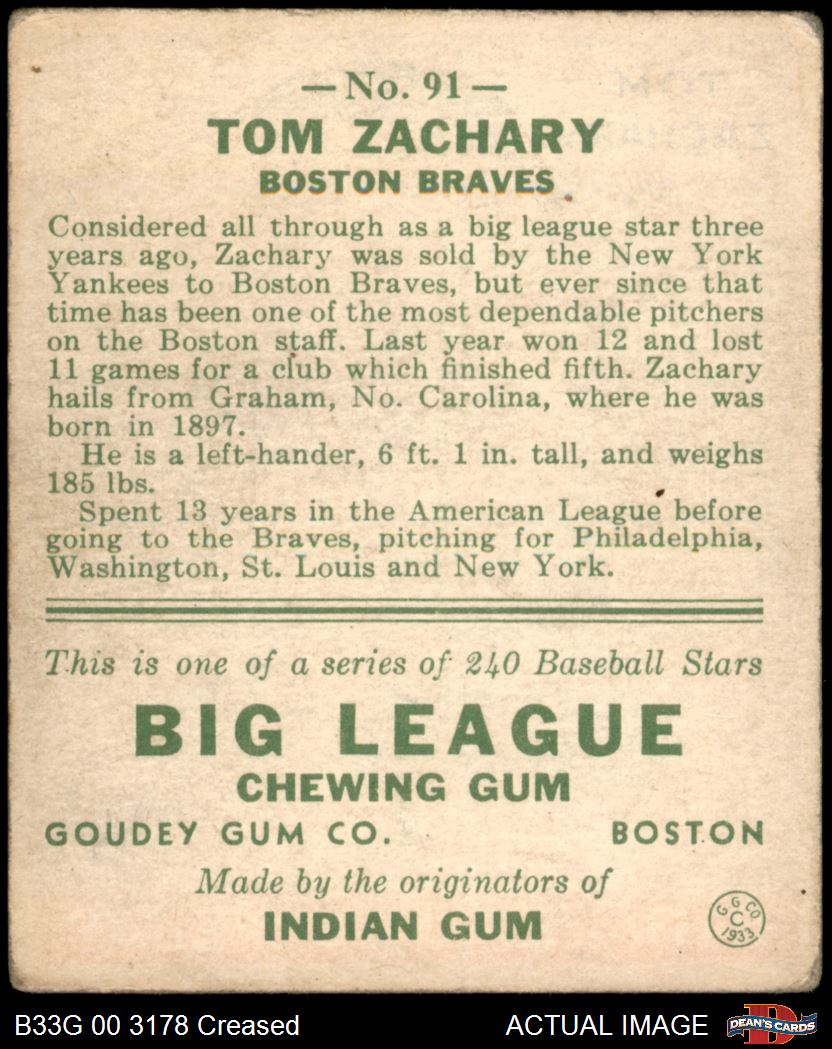 — No. 91 —
TOM ZACHARY
BOSTON BRAVES
Considered all through as a big league star three
years ago, Zachary was sold by the New York
Yankees to Boston Braves, but ever since that
time has been one of the most dependable pitchers
on the Boston staff. Last year won 12 and lost
11 games for a club which finished fifth. Zachary
hails from Graham, No. Carolina, where he was
born in 1897.
He is a left-hander, 6 ft. 1 in. tall, and weighs
185 lbs.
Spent 13 years in the American League before
going to the Braves, pitching for Philadelphia,
Washington, St. Louis and New York.
This is one of a series of 240 Baseball Stars
BIG LEAGUE
CHEWING GUM
GOUDEY GUM CO. BOSTON
Made by the originators of
INDIAN GUM
G G CO.
C
1933
B33G 00 3178 Creased ACTUAL IMAGE
D
DEAN'S CARDS